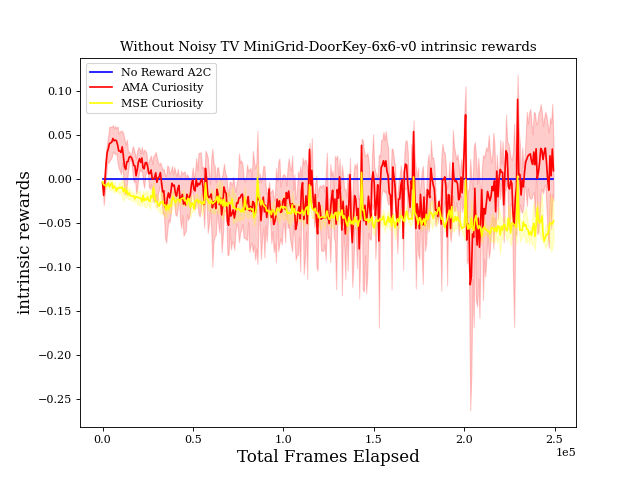 Without Noisy TV MiniGrid-DoorKey-6x6-v0 intrinsic rewards
No Reward A2C
AMA Curiosity
MSE Curiosity
intrinsic rewards
0.10
0.05
0.00
−0.05
−0.10
−0.15
−0.20
−0.25
0.0 0.5 1.0 1.5 2.0 2.5
1e5
Total Frames Elapsed